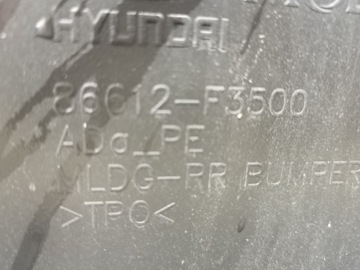 HYUNDAI
86612-F3500
ADa_PE
MLDG-RR BUMPER
>TPO<